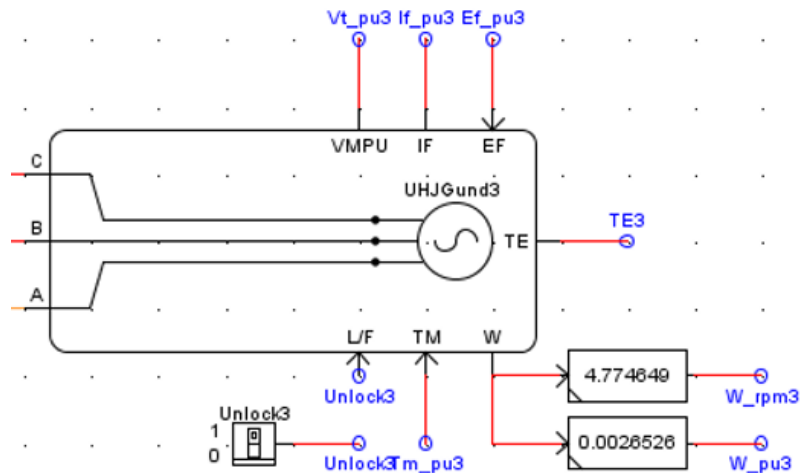 Vt_pu3 If_pu3 Ef_pu3
VMPU IF EF
C
UHJGund3
B
TE
TE3
A
L/F TM W
Unlock3
4.774649
W_rpm3
Unlock3
1
0
Unlock3
Tm_pu3
0.0026526
W_pu3